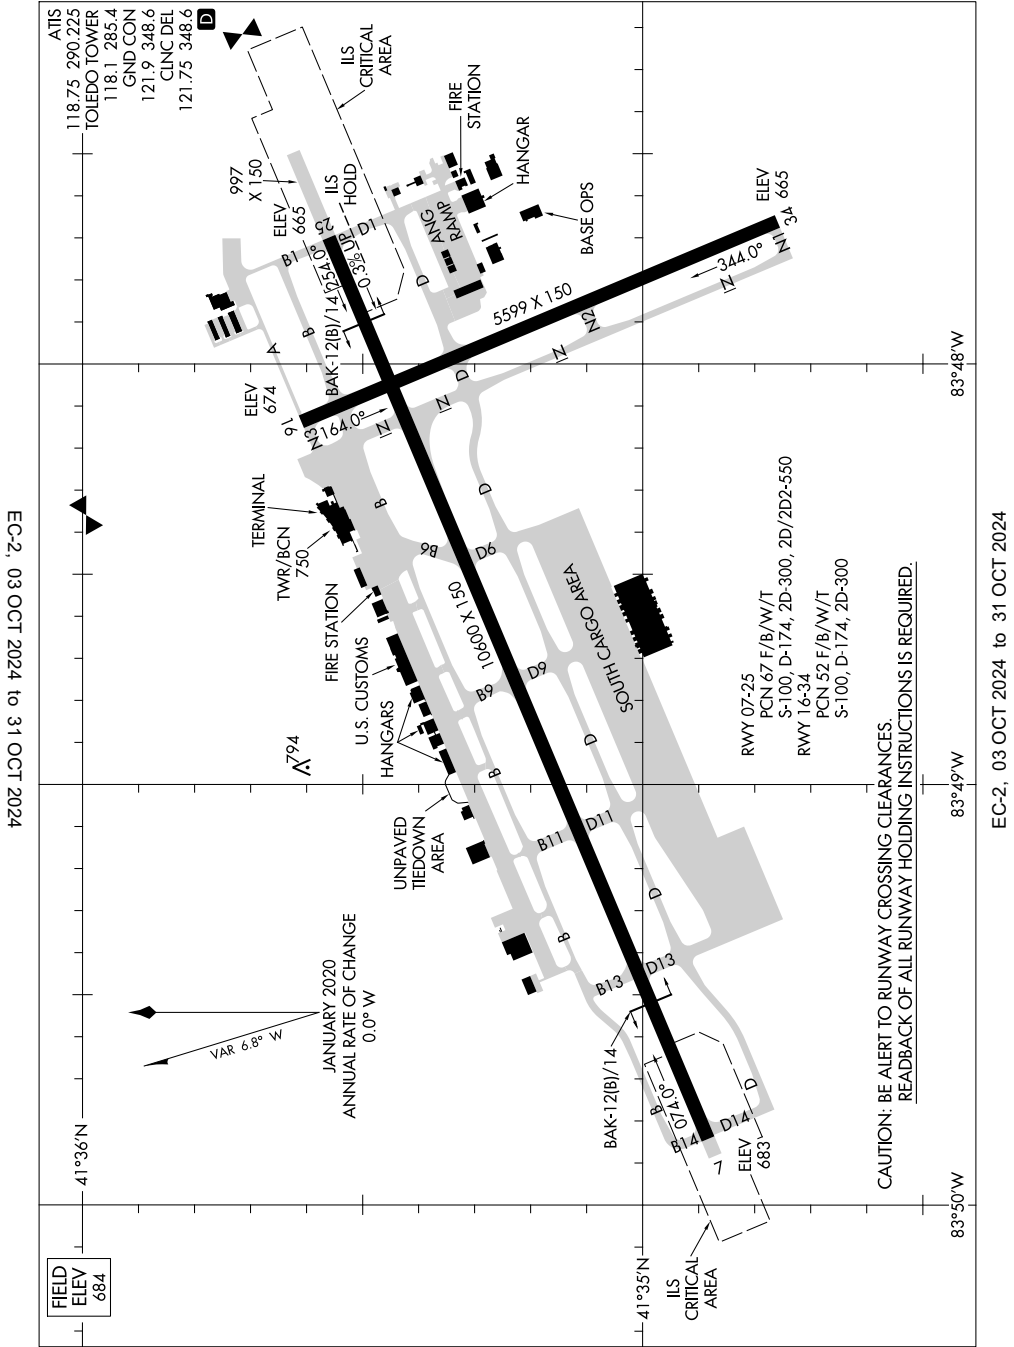 ATIS
118.75 290.225
TOLEDO TOWER
118.1 285.4
GND CON
121.9 348.6
CLNC DEL
121.75 348.6
D
ILS
CRITICAL
AREA
FIRE
STATION
HANGAR
BASE OPS
997
X 150
ILS
HOLD
ELEV
665
25
D1
B1
254.0°
0.3% UP
ANG
RAMP
D
B
A
BAK-12(B)/14
ELEV
665
34
N1
344.0°
N
5599 X 150
N2
N
D
N
N
ELEV
674
16
N3
164.0°
83°48'W
TERMINAL
TWR/BCN
750
B
B6
D6
D
FIRE STATION
U.S. CUSTOMS
HANGARS
10600 X 150
B9
D9
SOUTH CARGO AREA
794
B
D
UNPAVED
TIEDOWN
AREA
B11
D11
83°49'W
RWY 07-25
PCN 67 F/B/W/T
S-100, D-174, 2D-300, 2D/2D2-550
RWY 16-34
PCN 52 F/B/W/T
S-100, D-174, 2D-300
CAUTION: BE ALERT TO RUNWAY CROSSING CLEARANCES.
READBACK OF ALL RUNWAY HOLDING INSTRUCTIONS IS REQUIRED.
B
D
B13
D13
BAK-12(B)/14
JANUARY 2020
ANNUAL RATE OF CHANGE
0.0° W
VAR 6.8° W
B
074.0°
D
B14
D14
7
ELEV
683
41°36'N
41°35'N
83°50'W
ILS
CRITICAL
AREA
FIELD
ELEV
684
EC-2, 03 OCT 2024 to 31 OCT 2024
EC-2, 03 OCT 2024 to 31 OCT 2024